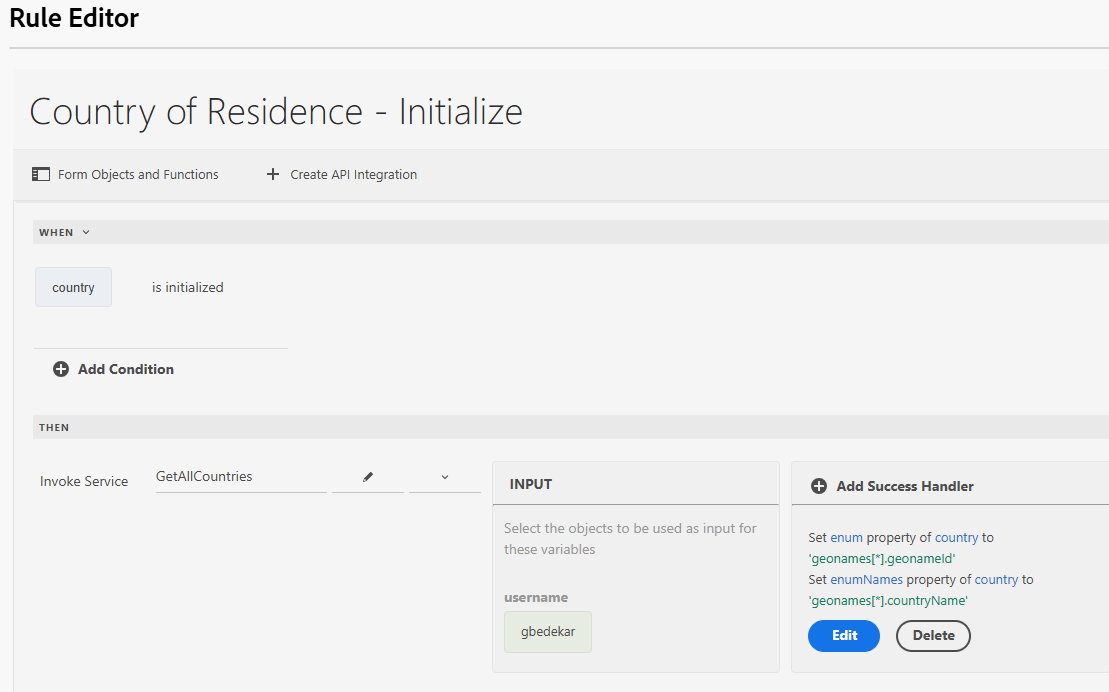 Rule Editor
Country of Residence - Initialize
Form Objects and Functions
Create API Integration
WHEN
country is initialized
Add Condition
THEN
Invoke Service GetAllCountries
INPUT
Select the objects to be used as input for
these variables
username
gbedekar
Add Success Handler
Set enum property of country to
'geonames[*].geonameId'
Set enumNames property of country to
'geonames[*].countryName'
Edit Delete